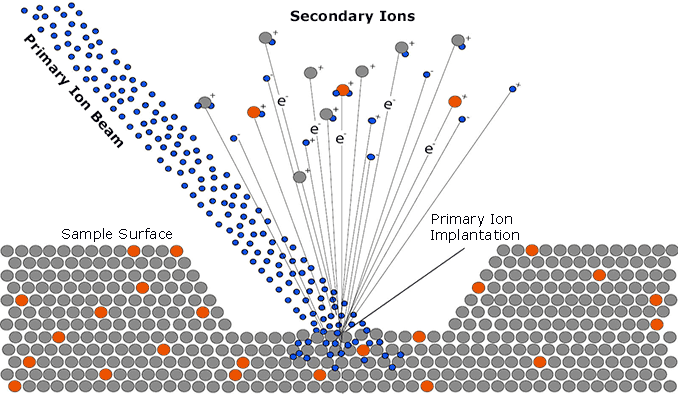 Secondary Ions
Primary Ion Beam
+
+
+
+
+
+
-
-
e-
+
+
+
+
e-
+
-
+
e-
e-
-
+
-
e-
+
Sample Surface
Primary Ion
Implantation